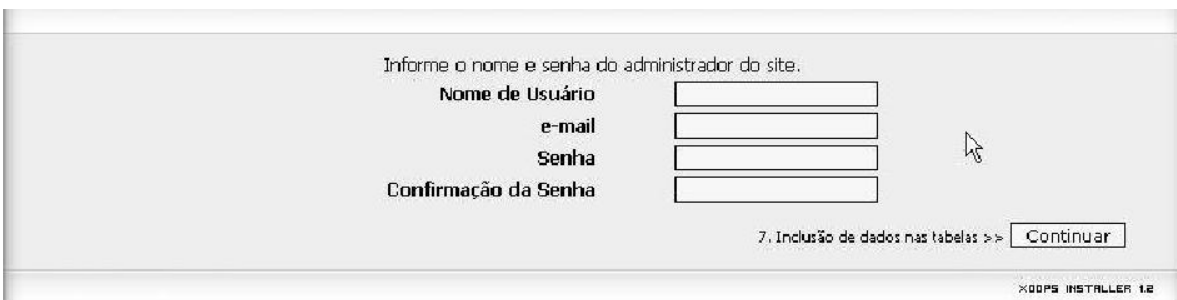 Informe o nome e senha do administrador do site.
Nome de Usuário
e-mail
Senha
Confirmação da Senha
7. Inclusão de dados nas tabelas >> Continuar
XOOPS INSTALLER 1.2